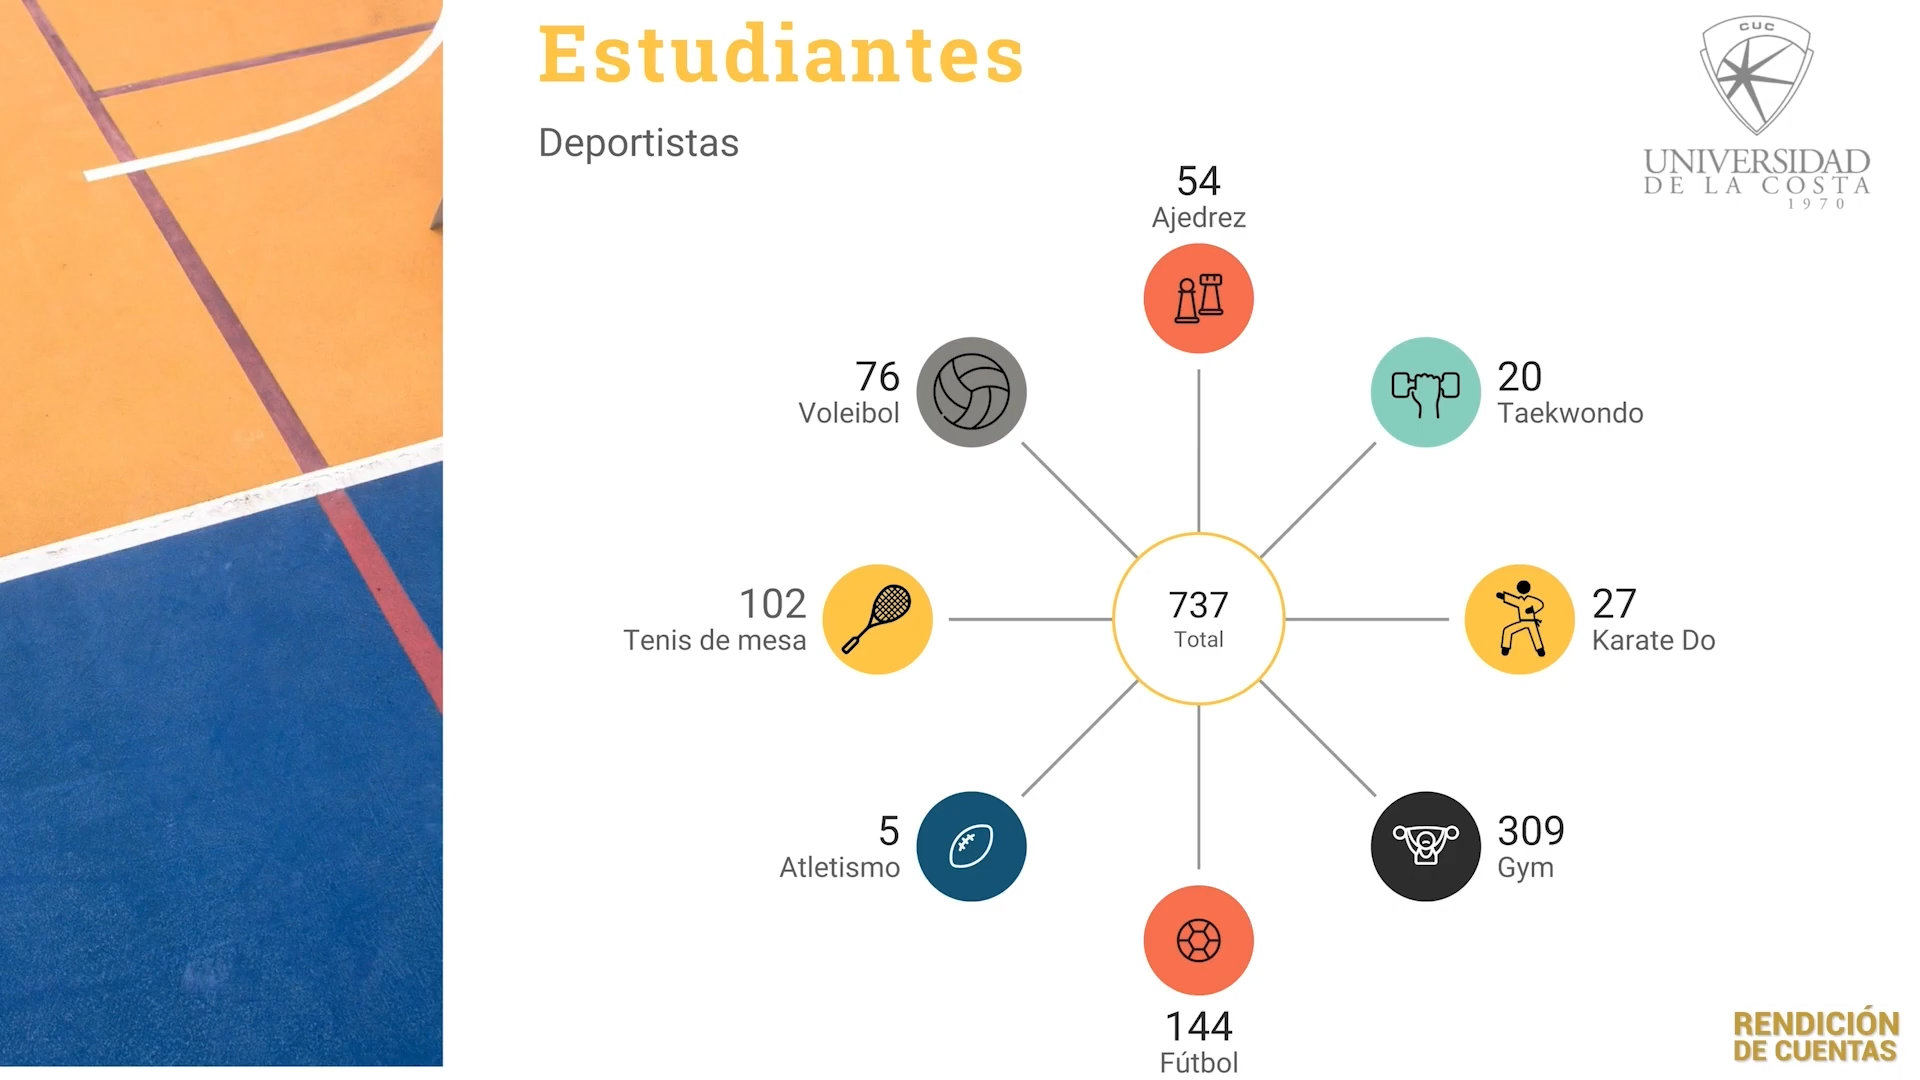 Estudiantes
Deportistas
CUC
UNIVERSIDAD
DE LA COSTA
1970
54
Ajedrez
76
Voleibol
20
Taekwondo
102
Tenis de mesa
737
Total
27
Karate Do
5
Atletismo
309
Gym
144
Fútbol
RENDICIÓN
DE CUENTAS